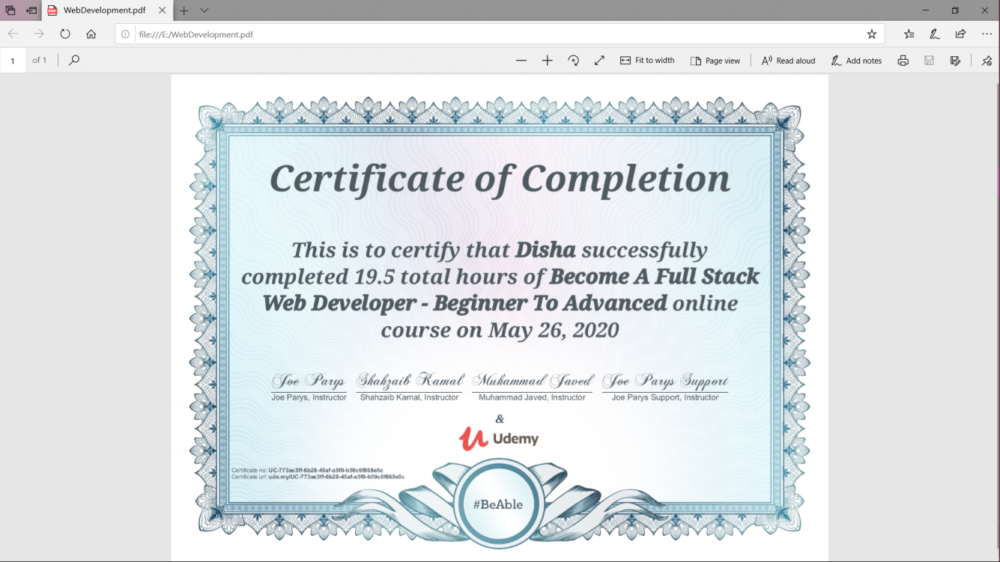 WebDevelopment.pdf
file:///E:/WebDevelopment.pdf
1 of 1 Fit to width Page view Read aloud Add notes
Certificate of Completion
This is to certify that Disha successfully
completed 19.5 total hours of Become A Full Stack
Web Developer - Beginner To Advanced online
course on May 26, 2020
Joe Parys Shahzaib Kamal Muhammad Javed Joe Parys Support
Joe Parys, Instructor Shahzaib Kamal, Instructor Muhammad Javed, Instructor Joe Parys Support, Instructor
&
Udemy
Certificate no: UC-773ae3ff-6b28-45af-a5f0-b59c6f868e5c
Certificate url: ude.my/UC-773ae3ff-6b28-45af-a5f0-b59c6f868e5c
#BeAble